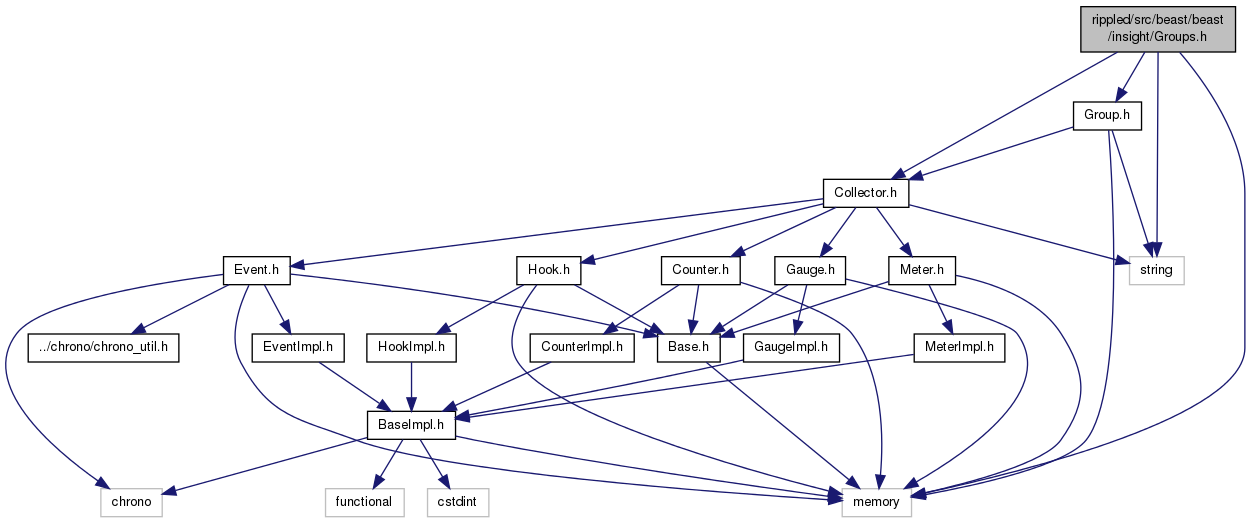 rippled/src/beast/beast
/insight/Groups.h
Group.h
Collector.h
Event.h
Hook.h
Counter.h
Gauge.h
Meter.h
string
../chrono/chrono_util.h
EventImpl.h
HookImpl.h
CounterImpl.h
Base.h
GaugeImpl.h
MeterImpl.h
BaseImpl.h
chrono
functional
cstdint
memory